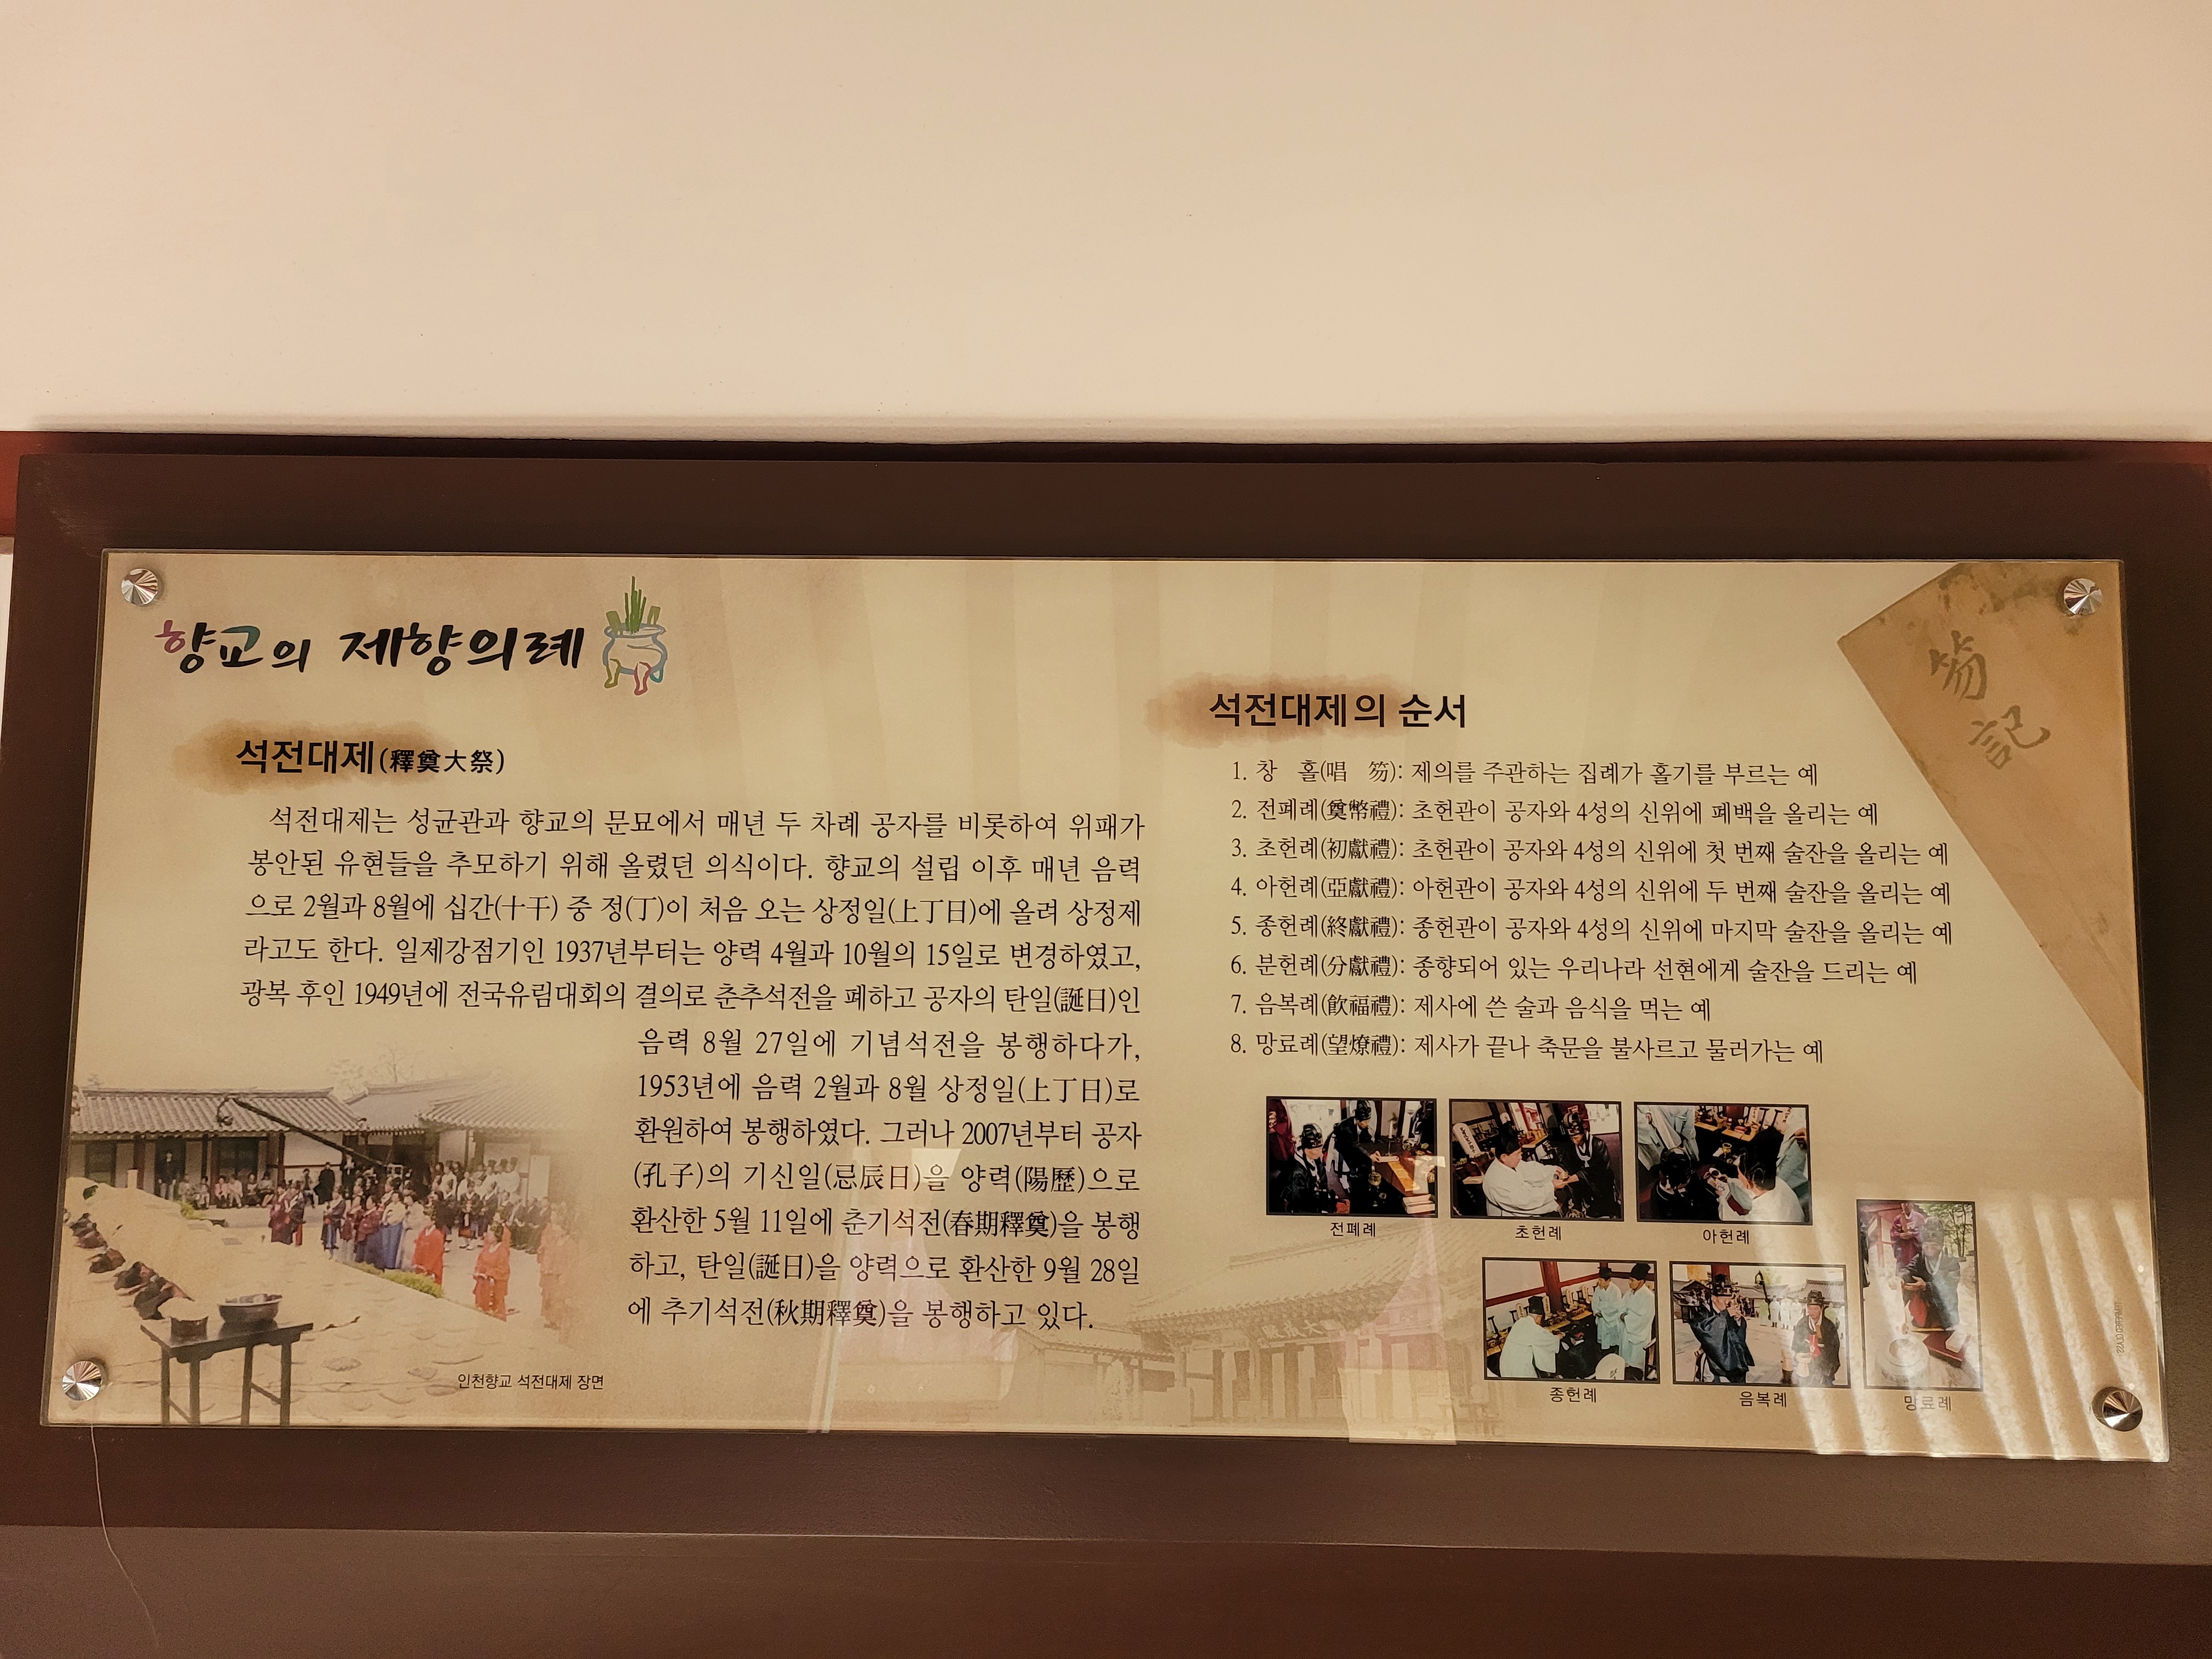 향교의 제향의례
석전대제(釋奠大祭)
석전대제는 성균관과 향교의 문묘에서 매년 두 차례 공자를 비롯하여 위패가
봉안된 유현들을 추모하기 위해 올렸던 의식이다. 향교의 설립 이후 매년 음력
으로 2월과 8월에 십간(十干) 중 정(丁)이 처음 오는 상정일(上丁日)에 올려 상정제
라고도 한다. 일제강점기인 1937년부터는 양력 4월과 10월의 15일로 변경하였고,
광복 후인 1949년에 전국유림대회의 결의로 춘추석전을 폐하고 공자의 탄일(誕日)인
음력 8월 27일에 기념석전을 봉행하다가,
1953년에 음력 2월과 8월 상정일(上丁日)로
환원하여 봉행하였다. 그러나 2007년부터 공자
(孔子)의 기신일(忌辰日)을 양력(陽歷)으로
환산한 5월 11일에 춘기석전(春期釋奠)을 봉행
하고, 탄일(誕日)을 양력으로 환산한 9월 28일
에 추기석전(秋期釋奠)을 봉행하고 있다.
인천향교 석전대제 장면
석전대제의 순서
1. 창 홀(唱 笏): 제의를 주관하는 집례가 홀기를 부르는 예
2. 전폐례(奠幣禮): 초헌관이 공자와 4성의 신위에 폐백을 올리는 예
3. 초헌례(初獻禮): 초헌관이 공자와 4성의 신위에 첫 번째 술잔을 올리는 예
4. 아헌례(亞獻禮): 아헌관이 공자와 4성의 신위에 두 번째 술잔을 올리는 예
5. 종헌례(終獻禮): 종헌관이 공자와 4성의 신위에 마지막 술잔을 올리는 예
6. 분헌례(分獻禮): 종향되어 있는 우리나라 선현에게 술잔을 드리는 예
7. 음복례(飮福禮): 제사에 쓴 술과 음식을 먹는 예
8. 망료례(望燎禮): 제사가 끝나 축문을 불사르고 물러가는 예
전폐례
초헌례
아헌례
종헌례
음복례
망료례
笏
記